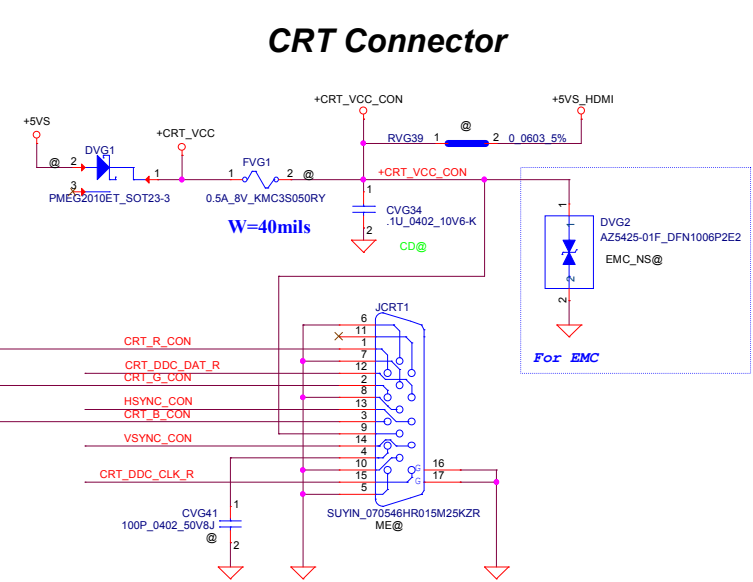 CRT Connector
+CRT_VCC_CON
+5VS_HDMI
+5VS
+CRT_VCC
RVG39 1 @ 2 0_0603_5%
@ 2 DVG1 1
3
PMEG2010ET_SOT23-3
FVG1
1 2 @
0.5A_8V_KMC3S050RY
W=40mils
+CRT_VCC_CON
1
CVG34
.1U_0402_10V6-K
2
CD@
1
1
DVG2
AZ5425-01F_DFN1006P2E2
EMC_NS@
2
2
For EMC
JCRT1
6
11
CRT_R_CON 1
7
CRT_DDC_DAT_R 12
CRT_G_CON 2
8
HSYNC_CON 13
CRT_B_CON 3
9
VSYNC_CON 14
4
10
CRT_DDC_CLK_R 15
5
G 16
G 17
SUYIN_070546HR015M25KZR
ME@
1
CVG41
100P_0402_50V8J
@
2